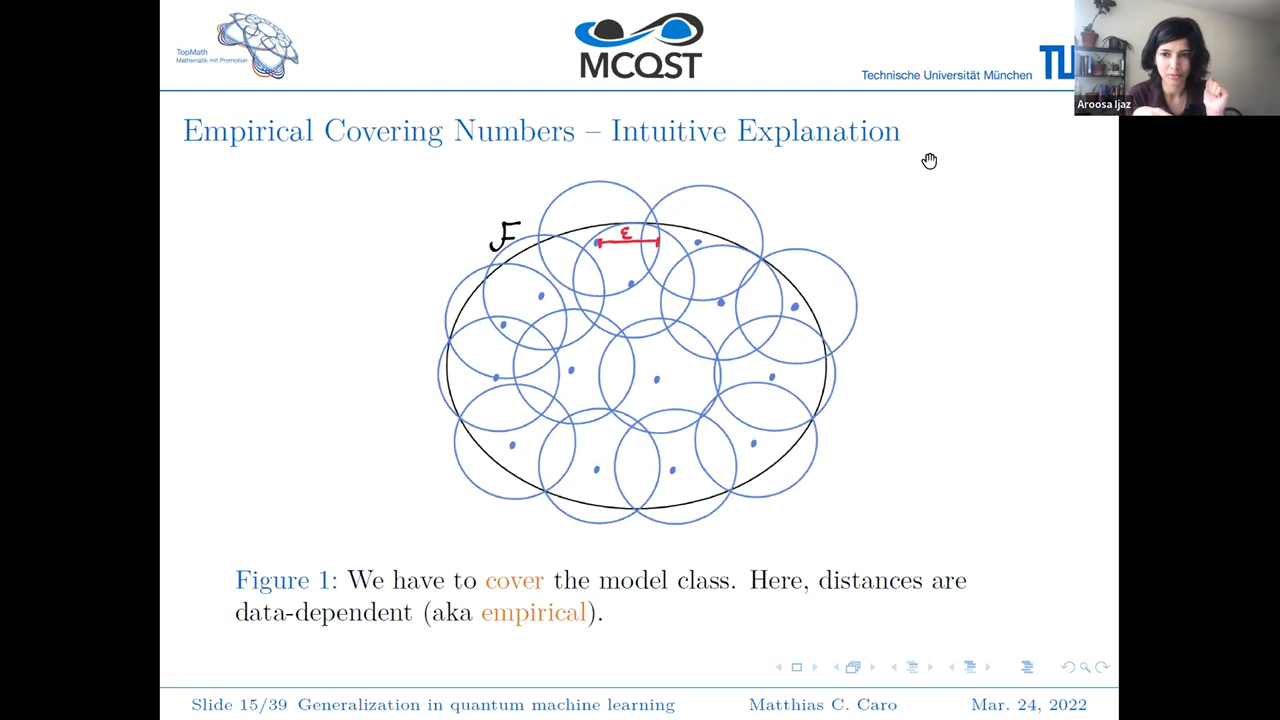 TopMath
Mathematik mit Promotion
MCQST
Technische Universität München
TU
Aroosa Ijaz
Empirical Covering Numbers – Intuitive Explanation
F
ε
Figure 1: We have to cover the model class. Here, distances are
data-dependent (aka empirical).
Slide 15/39 Generalization in quantum machine learning Matthias C. Caro Mar. 24, 2022